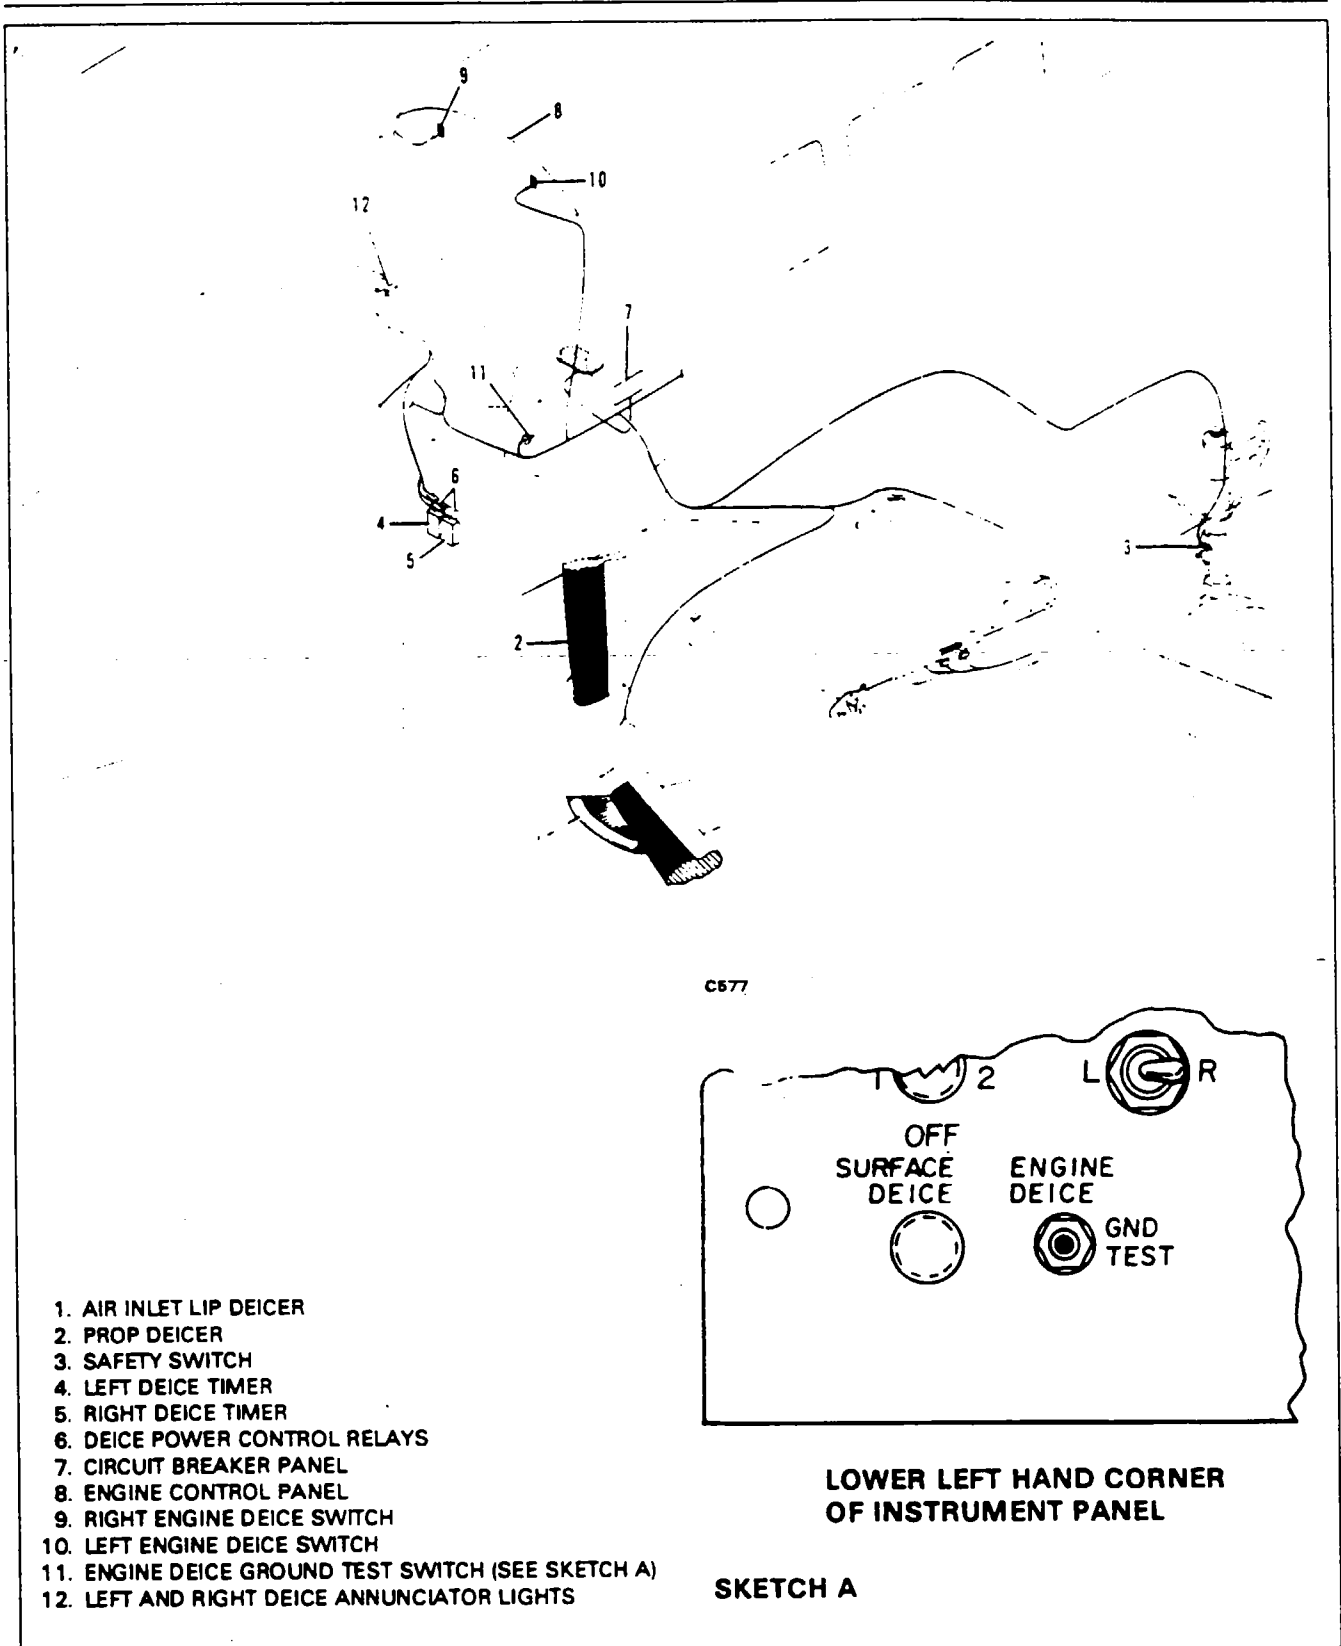 9
8
10
12
7
11
6
4
5
3
2
C577
1 2
L R
OFF
SURFACE
DEICE
ENGINE
DEICE
GND
TEST
1. AIR INLET LIP DEICER
2. PROP DEICER
3. SAFETY SWITCH
4. LEFT DEICE TIMER
5. RIGHT DEICE TIMER
6. DEICE POWER CONTROL RELAYS
7. CIRCUIT BREAKER PANEL
8. ENGINE CONTROL PANEL
9. RIGHT ENGINE DEICE SWITCH
10. LEFT ENGINE DEICE SWITCH
11. ENGINE DEICE GROUND TEST SWITCH (SEE SKETCH A)
12. LEFT AND RIGHT DEICE ANNUNCIATOR LIGHTS
LOWER LEFT HAND CORNER
OF INSTRUMENT PANEL
SKETCH A